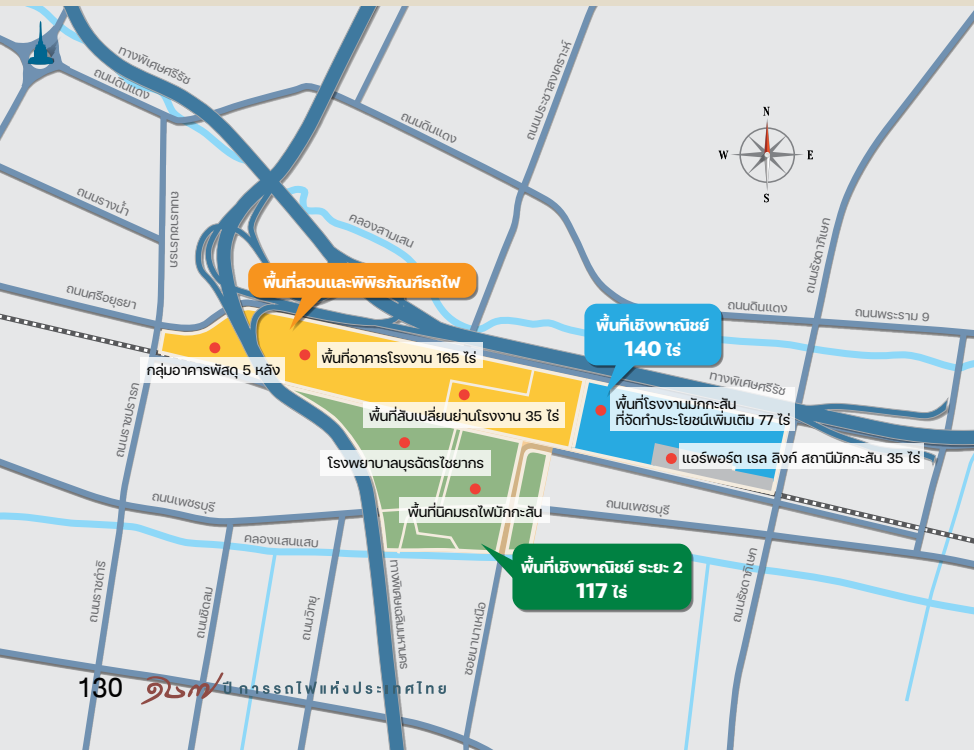 ทางพิเศษศรีรัช
ถนนดินแดง
ถนนดินแดง
ถนนประชาสงเคราะห์
N
W
E
S
ถนนรางน้ำ
ถนนราชปรารภ
คลองสามเสน
ถนนรัชดาภิเษก
พื้นที่สวนและพิพิธภัณฑ์รถไฟ
ถนนศรีอยุธยา
ถนนดินแดง
ถนนพระราม 9
พื้นที่เชิงพาณิชย์
140 ไร่
กลุ่มอาคารพัสดุ 5 หลัง
พื้นที่อาคารโรงงาน 165 ไร่
ทางพิเศษศรีรัช
พื้นที่สับเปลี่ยนย่านโรงงาน 35 ไร่
พื้นที่โรงงานมักกะสัน
ที่จัดทำประโยชน์เพิ่มเติม 77 ไร่
ถนนราชปรารภ
โรงพยาบาลบุรฉัตรไชยากร
แอร์พอร์ต เรล ลิงก์ สถานีมักกะสัน 35 ไร่
ถนนเพชรบุรี
พื้นที่นิคมรถไฟมักกะสัน
ถนนเพชรบุรี
คลองแสนแสบ
พื้นที่เชิงพาณิชย์ ระยะ 2
117 ไร่
ถนนราชดำริ
ถนนชิดลม
ถนนวิทยุ
ทางพิเศษเฉลิมมหานคร
ซอยนานาเหนือ
ถนนรัชดาภิเษก
130 ๑๒๗ ปี การรถไฟแห่งประเทศไทย